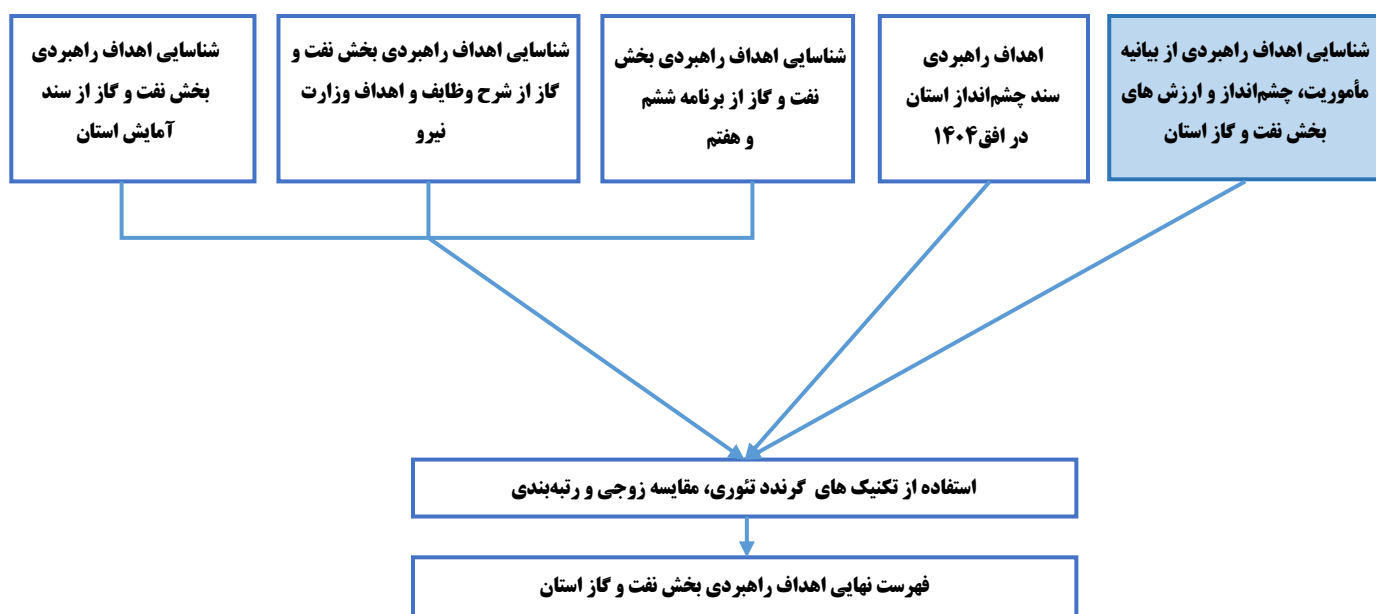 شناسایی اهداف راهبردی از بیانیه
مأموریت، چشم‌انداز و ارزش های
بخش نفت و گاز استان
اهداف راهبردی
سند چشم‌انداز استان
در افق۱۴۰۴
شناسایی اهداف راهبردی بخش
نفت و گاز از برنامه ششم
و هفتم
شناسایی اهداف راهبردی بخش نفت و
گاز از شرح وظایف و اهداف وزارت
نیرو
شناسایی اهداف راهبردی
بخش نفت و گاز از سند
آمایش استان
استفاده از تکنیک های گرندد تئوری، مقایسه زوجی و رتبه‌بندی
فهرست نهایی اهداف راهبردی بخش نفت و گاز استان